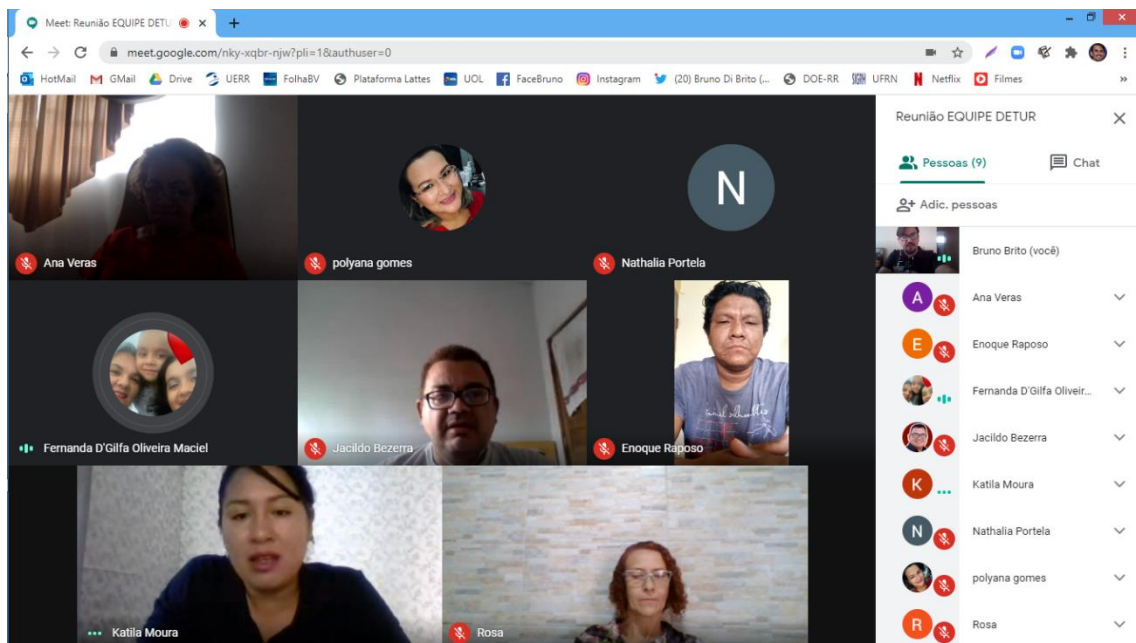 Meet: Reunião EQUIPE DETU
meet.google.com/nky-xqbr-njw?pli=1&authuser=0
HotMail GMail Drive UERR FolhaBV Plataforma Lattes UOL FaceBruno Instagram (20) Bruno Di Brito (... DOE-RR UFRN Netflix Filmes »
Reunião EQUIPE DETUR
Pessoas (9) Chat
Adic. pessoas
Bruno Brito (você)
A Ana Veras
E Enoque Raposo
Fernanda D'Gilfa Oliveir...
Jacildo Bezerra
K Katila Moura
N Nathalia Portela
polyana gomes
R Rosa
Ana Veras
polyana gomes
N
Nathalia Portela
Fernanda D'Gilfa Oliveira Maciel
Jacildo Bezerra
Enoque Raposo
Katila Moura
Rosa